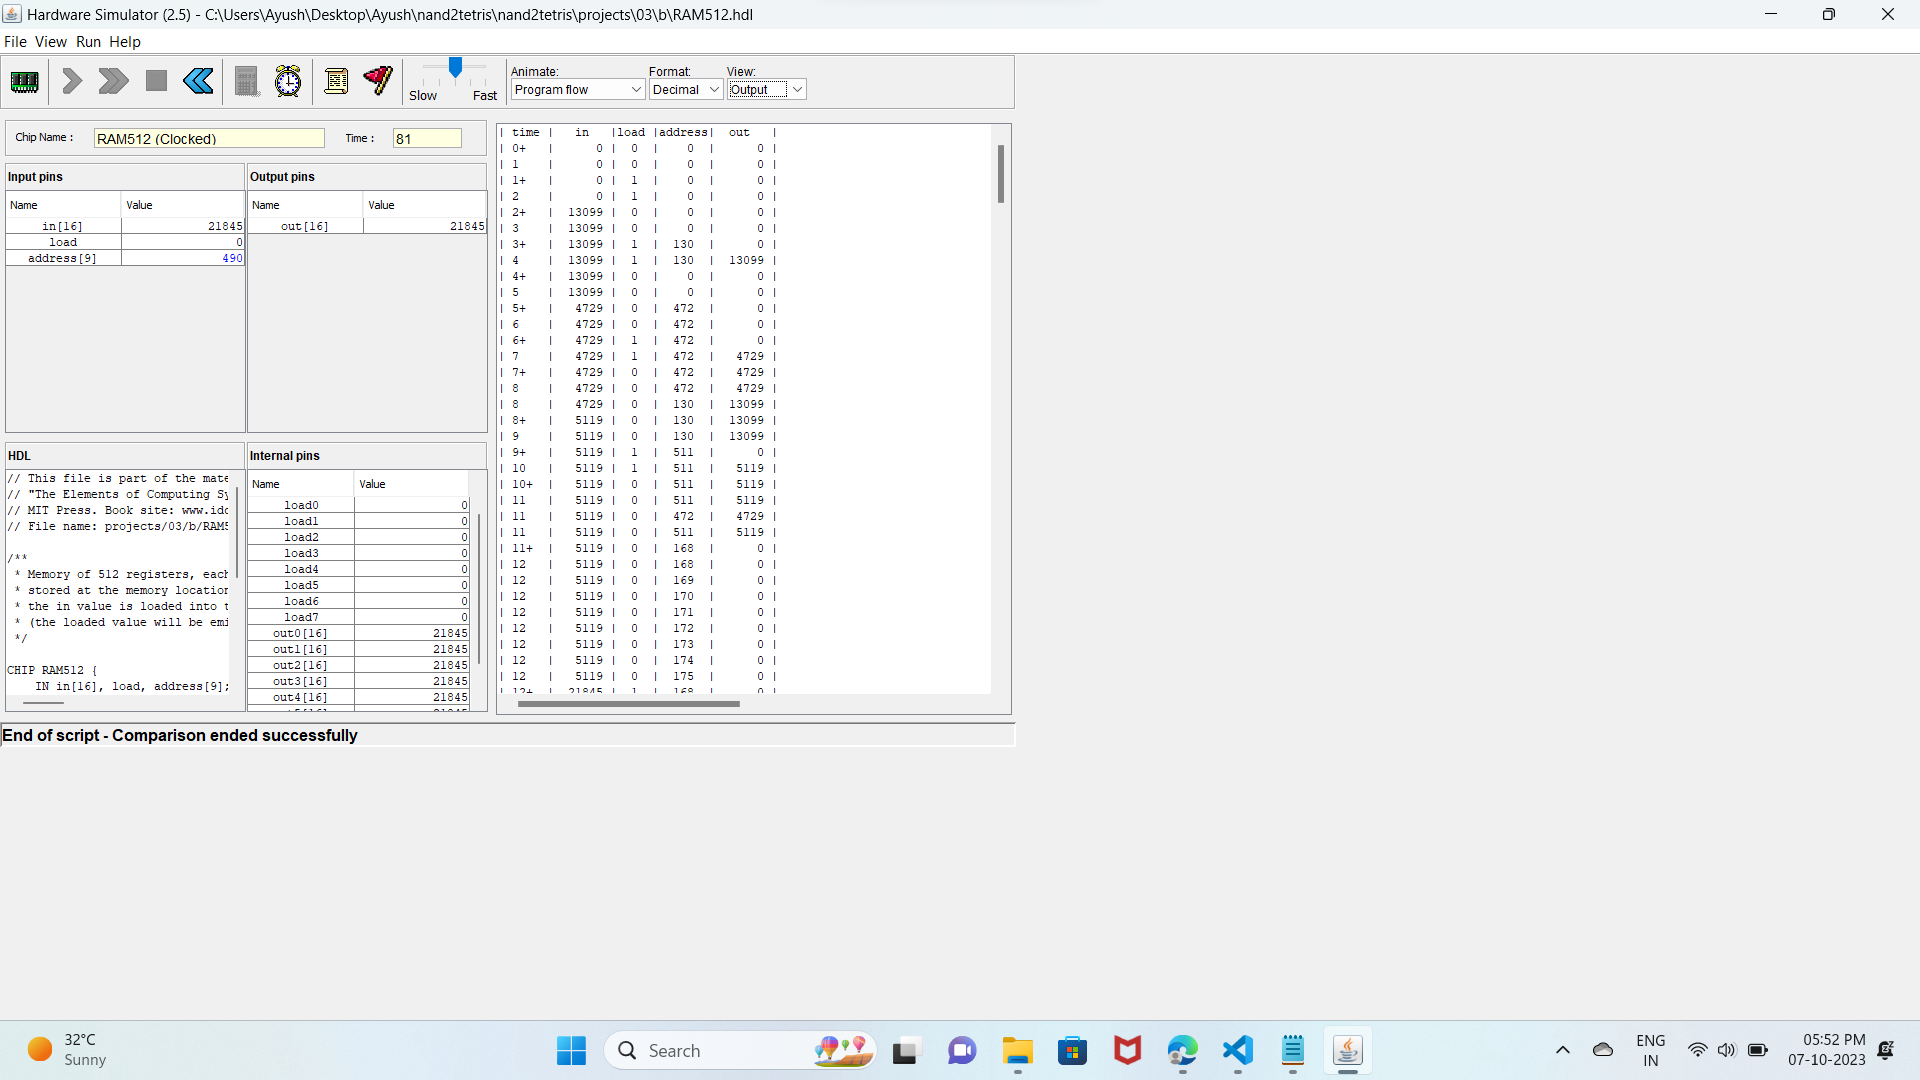 Hardware Simulator (2.5) - C:\Users\Ayush\Desktop\Ayush\nand2tetris\nand2tetris\projects\03\b\RAM512.hdl
File View Run Help
Slow Fast
Animate: Format: View:
Program flow Decimal Output
Chip Name : RAM512 (Clocked) Time : 81
Input pins
Name Value
in[16] 21845
load 0
address[9] 490
Output pins
Name Value
out[16] 21845
HDL
// This file is part of the mate
// "The Elements of Computing Sy
// MIT Press. Book site: www.idc
// File name: projects/03/b/RAM5
/**
* Memory of 512 registers, each
* stored at the memory location
* the in value is loaded into t
* (the loaded value will be emi
*/
CHIP RAM512 {
IN in[16], load, address[9];
Internal pins
Name Value
load0 0
load1 0
load2 0
load3 0
load4 0
load5 0
load6 0
load7 0
out0[16] 21845
out1[16] 21845
out2[16] 21845
out3[16] 21845
out4[16] 21845
| time | in |load |address| out |
| 0+ | 0 | 0 | 0 | 0 |
| 1 | 0 | 0 | 0 | 0 |
| 1+ | 0 | 1 | 0 | 0 |
| 2 | 0 | 1 | 0 | 0 |
| 2+ | 13099 | 0 | 0 | 0 |
| 3 | 13099 | 0 | 0 | 0 |
| 3+ | 13099 | 1 | 130 | 0 |
| 4 | 13099 | 1 | 130 | 13099 |
| 4+ | 13099 | 0 | 0 | 0 |
| 5 | 13099 | 0 | 0 | 0 |
| 5+ | 4729 | 0 | 472 | 0 |
| 6 | 4729 | 0 | 472 | 0 |
| 6+ | 4729 | 1 | 472 | 0 |
| 7 | 4729 | 1 | 472 | 4729 |
| 7+ | 4729 | 0 | 472 | 4729 |
| 8 | 4729 | 0 | 472 | 4729 |
| 8 | 4729 | 0 | 130 | 13099 |
| 8+ | 5119 | 0 | 130 | 13099 |
| 9 | 5119 | 0 | 130 | 13099 |
| 9+ | 5119 | 1 | 511 | 0 |
| 10 | 5119 | 1 | 511 | 5119 |
| 10+ | 5119 | 0 | 511 | 5119 |
| 11 | 5119 | 0 | 511 | 5119 |
| 11 | 5119 | 0 | 472 | 4729 |
| 11 | 5119 | 0 | 511 | 5119 |
| 11+ | 5119 | 0 | 168 | 0 |
| 12 | 5119 | 0 | 168 | 0 |
| 12 | 5119 | 0 | 169 | 0 |
| 12 | 5119 | 0 | 170 | 0 |
| 12 | 5119 | 0 | 171 | 0 |
| 12 | 5119 | 0 | 172 | 0 |
| 12 | 5119 | 0 | 173 | 0 |
| 12 | 5119 | 0 | 174 | 0 |
| 12 | 5119 | 0 | 175 | 0 |
| 12+ | 21845 | 1 | 168 | 0 |
End of script - Comparison ended successfully
32°C
Sunny
Search
ENG
IN
05:52 PM
07-10-2023